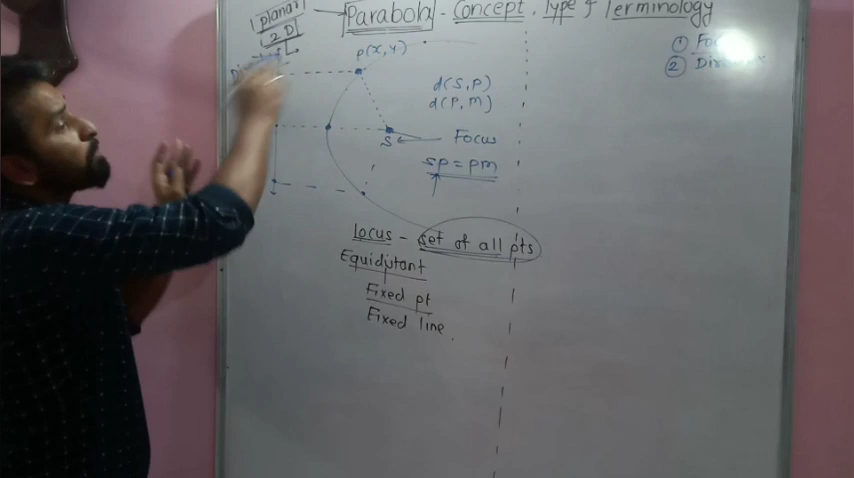 planar
2D
Parabola - Concept, Type & Terminology
P(x,y)
① Fo
② Dir
d(S,P)
d(P,M)
S
Focus
SP = PM
Locus - set of all pts
Equidistant
Fixed pt
Fixed line.